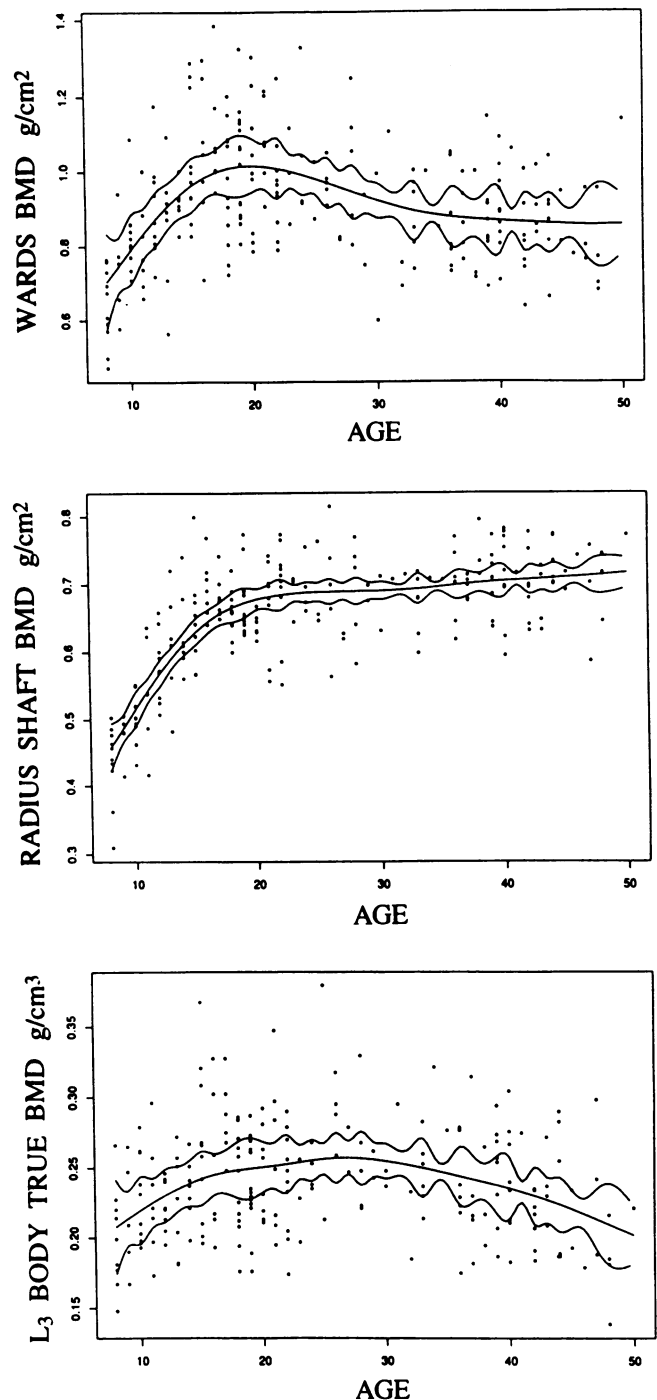 WARDS BMD g/cm²
1.4
1.2
1.0
0.8
0.6
10 20 30 40 50
AGE
RADIUS SHAFT BMD g/cm²
0.8
0.7
0.6
0.5
0.4
0.3
10 20 30 40 50
AGE
L₃ BODY TRUE BMD g/cm³
0.35
0.30
0.25
0.20
0.15
10 20 30 40 50
AGE